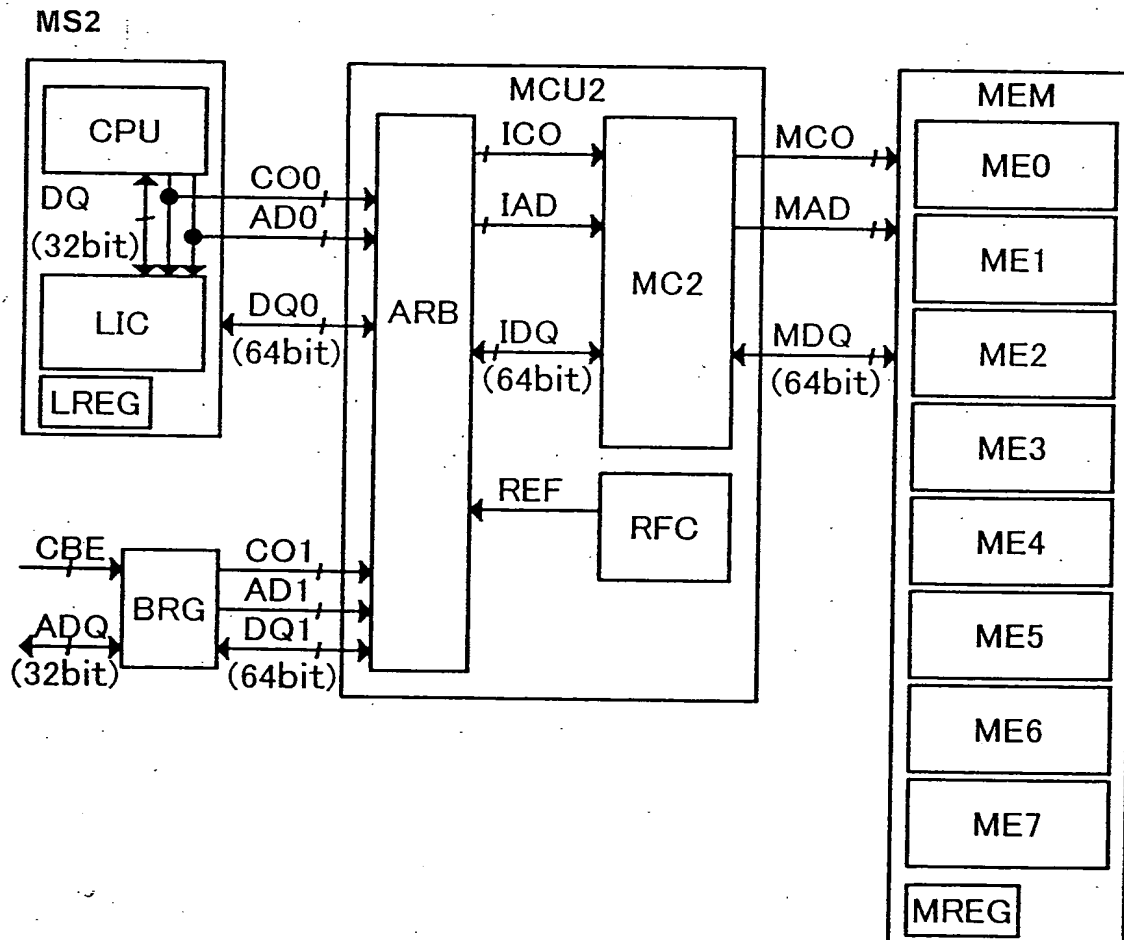 MS2
CPU
DQ
(32bit)
LIC
LREG
CO0
AD0
DQ0
(64bit)
CBE
ADQ
(32bit)
BRG
CO1
AD1
DQ1
(64bit)
MCU2
ARB
ICO
IAD
IDQ
(64bit)
MC2
REF
RFC
MCO
MAD
MDQ
(64bit)
MEM
ME0
ME1
ME2
ME3
ME4
ME5
ME6
ME7
MREG